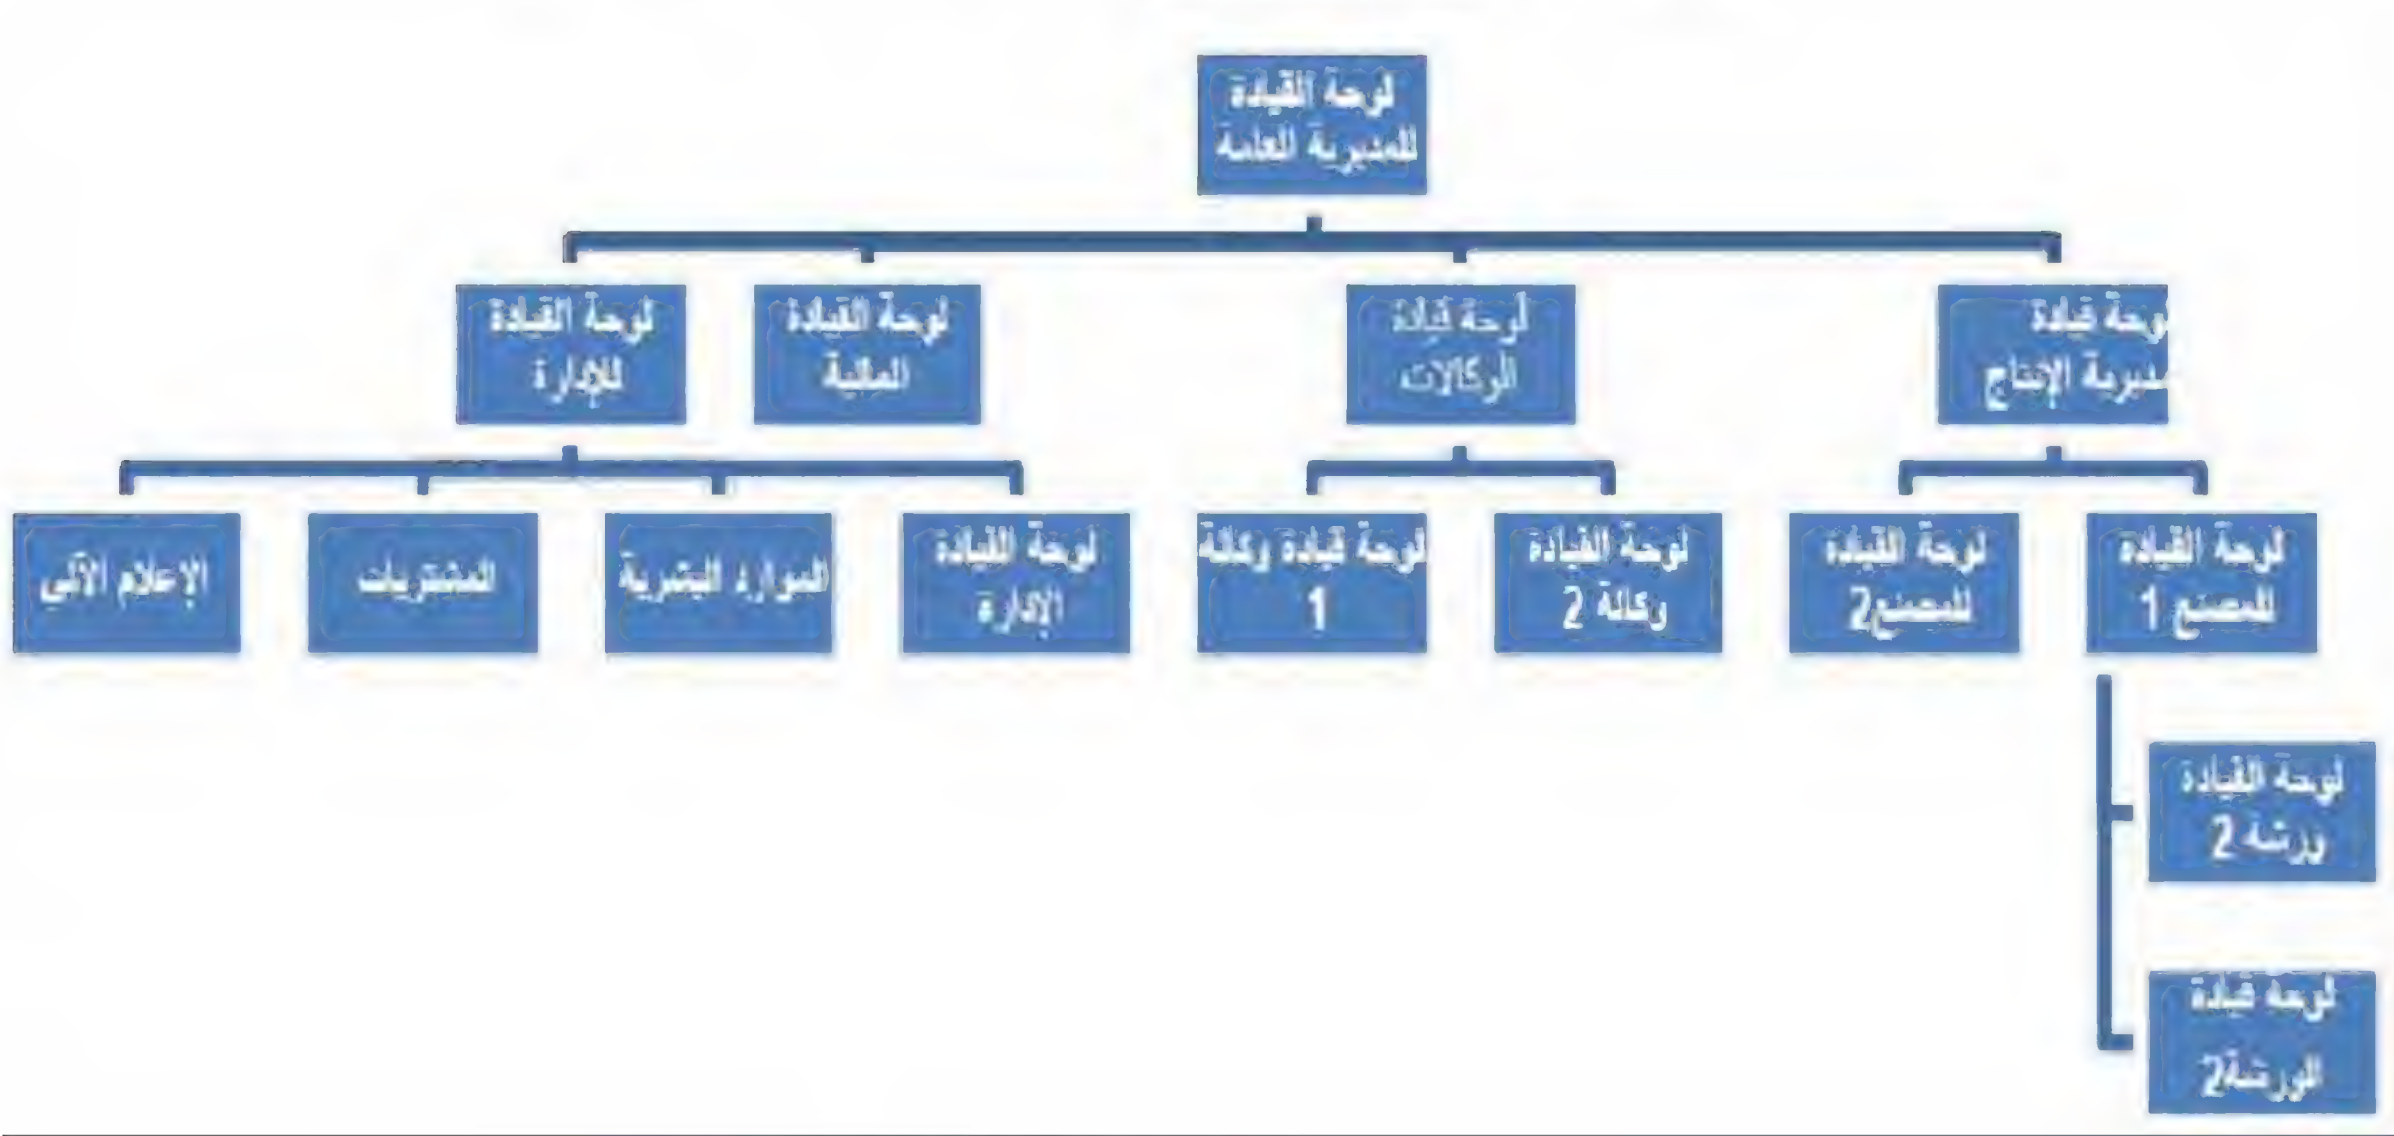 لوحة القيادة
للمديرية العامة
لوحة قيادة
مديرية الإنتاج
لوحة قيادة
الوكالات
لوحة القيادة
المالية
لوحة القيادة
للإدارة
لوحة القيادة
للمصنع 1
لوحة القيادة
للمصنع2
لوحة القيادة
وكالة 2
لوحة قيادة وكالة
1
لوحة القيادة
الإدارة
الموارد البشرية
المشتريات
الإعلام الآلي
لوحة القيادة
ورشة 2
لوحة قيادة
الورشة2